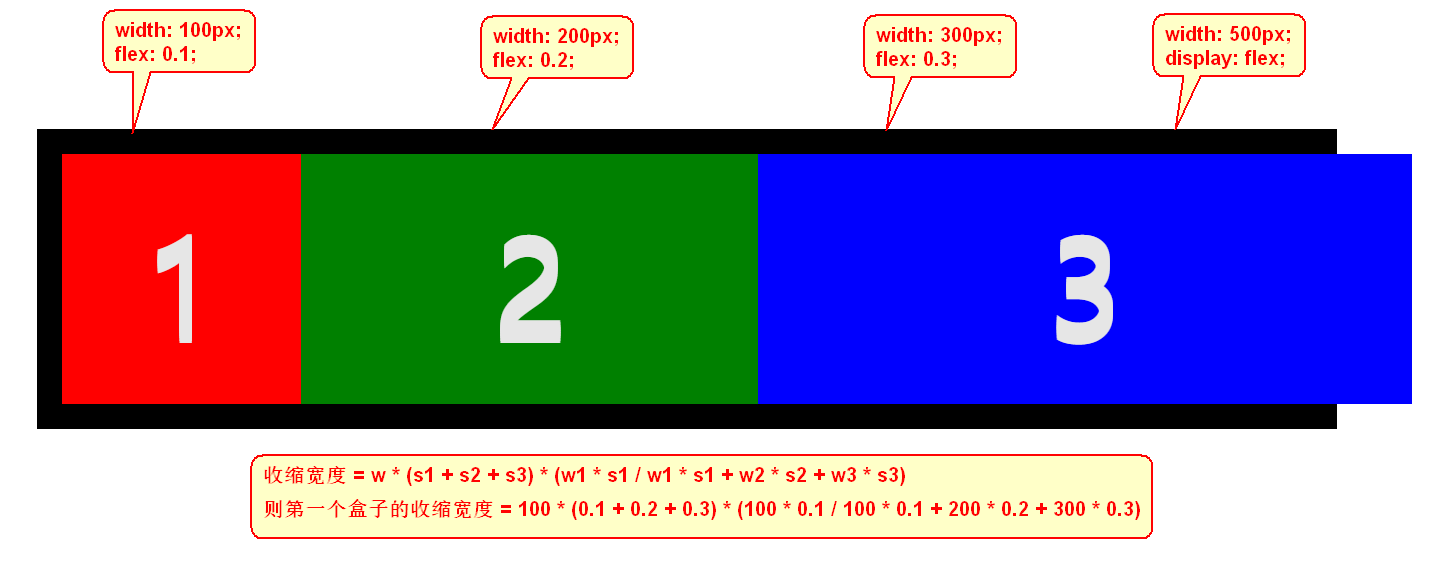 width: 100px;
flex: 0.1;
width: 200px;
flex: 0.2;
width: 300px;
flex: 0.3;
width: 500px;
display: flex;
1
2
3
收缩宽度 = w * (s1 + s2 + s3) * (w1 * s1 / w1 * s1 + w2 * s2 + w3 * s3)
则第一个盒子的收缩宽度 = 100 * (0.1 + 0.2 + 0.3) * (100 * 0.1 / 100 * 0.1 + 200 * 0.2 + 300 * 0.3)